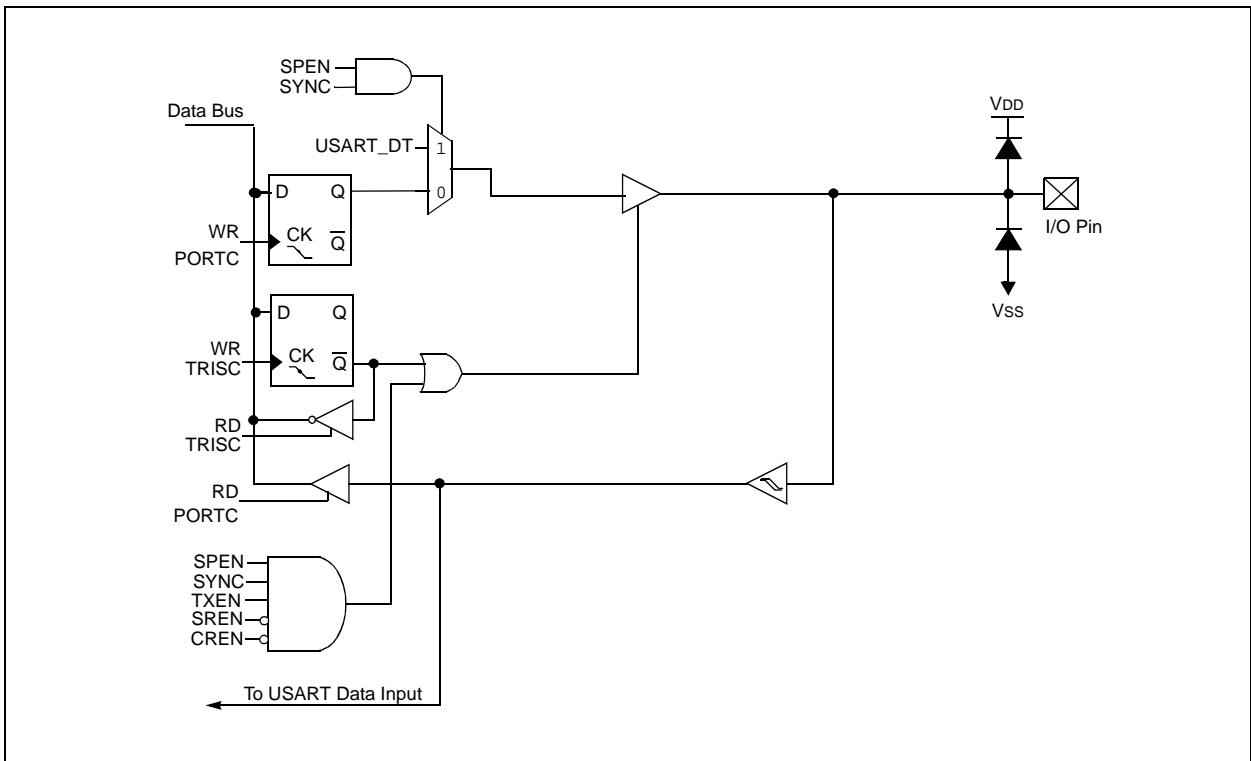 SPEN
SYNC
Data Bus
USART_DT
1
0
D
Q
CK
Q̅
WR
PORTC
D
Q
CK
Q̅
WR
TRISC
RD
TRISC
RD
PORTC
SPEN
SYNC
TXEN
SREN
CREN
To USART Data Input
VDD
I/O Pin
VSS